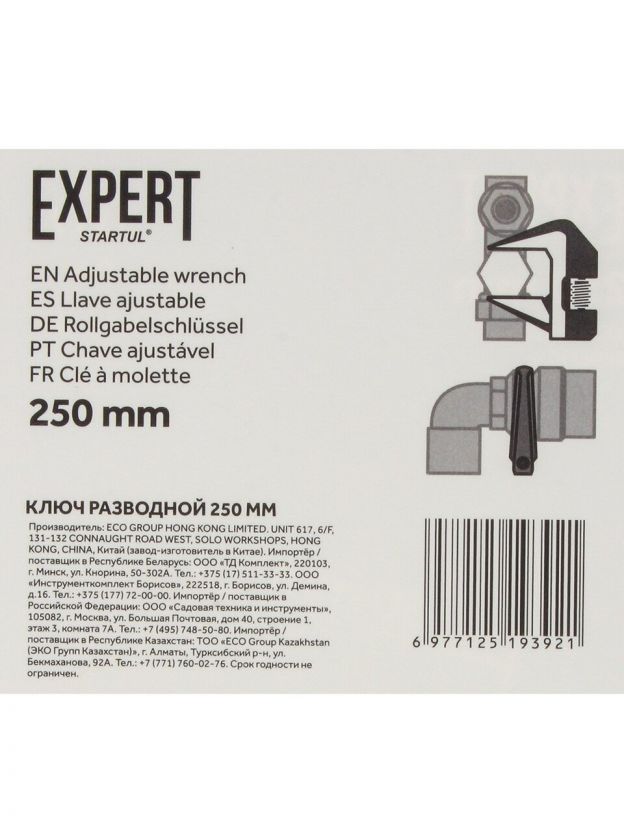 EXPERT
STARTUL®
EN Adjustable wrench
ES Llave ajustable
DE Rollgabelschlüssel
PT Chave ajustável
FR Clé à molette
250 mm
КЛЮЧ РАЗВОДНОЙ 250 ММ
Производитель: ECO GROUP HONG KONG LIMITED. UNIT 617, 6/F,
131-132 CONNAUGHT ROAD WEST, SOLO WORKSHOPS, HONG
KONG, CHINA, Китай (завод-изготовитель в Китае). Импортёр /
поставщик в Республике Беларусь: ООО «ТД Комплект», 220103,
г. Минск, ул. Кнорина, 50-302А. Тел.: +375 (17) 511-33-33. ООО
«Инструменткомплект Борисов», 222518, г. Борисов, ул. Демина,
д.16. Тел.: +375 (177) 72-00-00. Импортёр / поставщик в
Российской Федерации: ООО «Садовая техника и инструменты»,
105082, г. Москва, ул. Большая Почтовая, дом 40, строение 1,
этаж 3, комната 7А. Тел.: +7 (495) 748-50-80. Импортёр /
поставщик в Республике Казахстан: ТОО «ECO Group Kazakhstan
(ЭКО Групп Казахстан)», г. Алматы, Турксибский р-н, ул.
Бекмаханова, 92А. Тел.: +7 (771) 760-02-76. Срок годности не
ограничен.
6 977125 193921